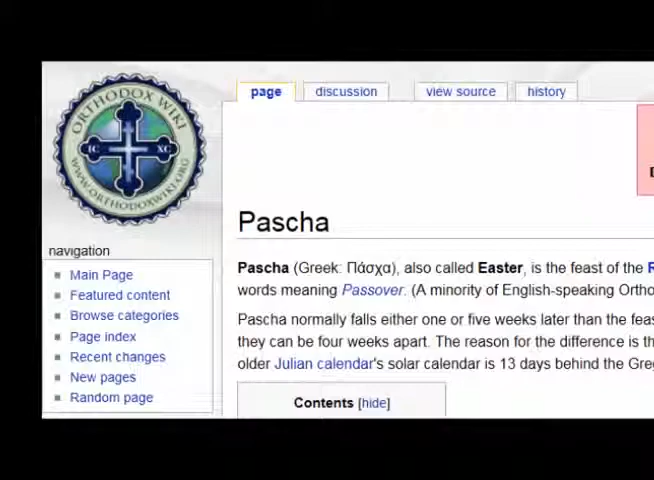 ORTHODOX WIKI
IC XC
WWW.ORTHODOXWIKI.ORG
page discussion view source history
Pascha
navigation
Main Page
Featured content
Browse categories
Page index
Recent changes
New pages
Random page
Pascha (Greek: Πάσχα), also called Easter, is the feast of the
words meaning Passover. (A minority of English-speaking
Pascha normally falls either one or five weeks later than the
they can be four weeks apart. The reason for the difference is
older Julian calendar's solar calendar is 13 days behind the
Contents [hide]